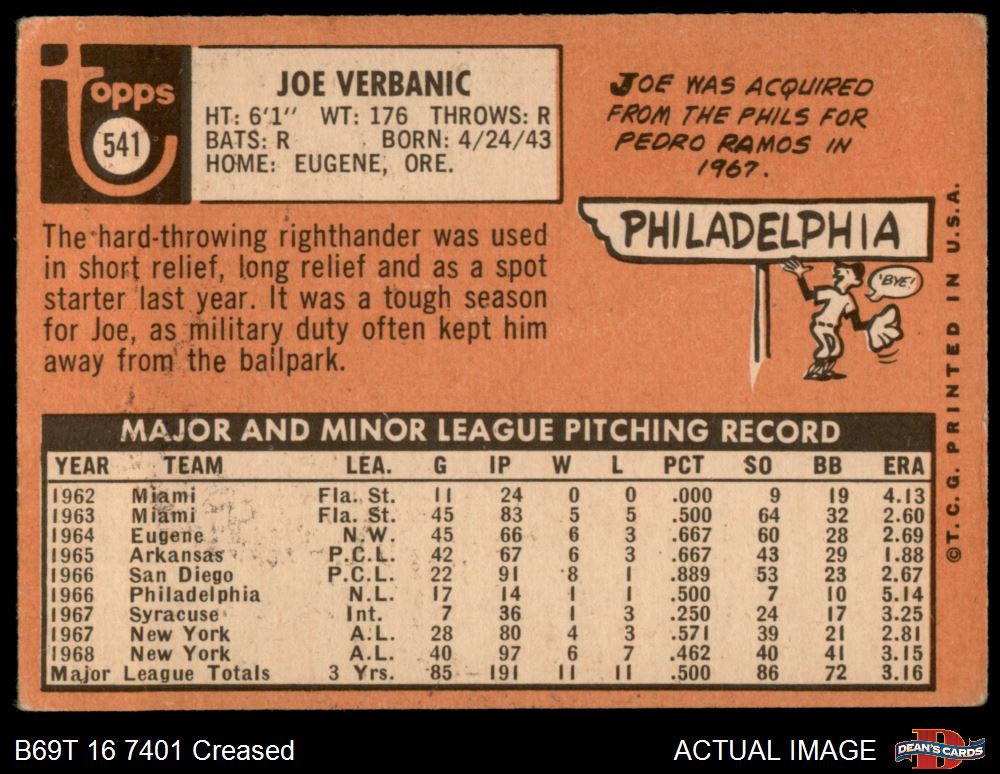 Topps
541
JOE VERBANIC
HT: 6'1" WT: 176 THROWS: R
BATS: R BORN: 4/24/43
HOME: EUGENE, ORE.
The hard-throwing righthander was used
in short relief, long relief and as a spot
starter last year. It was a tough season
for Joe, as military duty often kept him
away from the ballpark.
JOE WAS ACQUIRED
FROM THE PHILS FOR
PEDRO RAMOS IN
1967.
PHILADELPHIA
'BYE!
MAJOR AND MINOR LEAGUE PITCHING RECORD
YEAR TEAM LEA. G IP W L PCT SO BB ERA
1962 Miami Fla. St. 11 24 0 0 .000 9 19 4.13
1963 Miami Fla. St. 45 83 5 5 .500 64 32 2.60
1964 Eugene N.W. 45 66 6 3 .667 60 28 2.69
1965 Arkansas P.C.L. 42 67 6 3 .667 43 29 1.88
1966 San Diego P.C.L. 22 91 8 1 .889 53 23 2.67
1966 Philadelphia N.L. 17 14 1 1 .500 7 10 5.14
1967 Syracuse Int. 7 36 1 3 .250 24 17 3.25
1967 New York A.L. 28 80 4 3 .571 39 21 2.81
1968 New York A.L. 40 97 6 7 .462 40 41 3.15
Major League Totals 3 Yrs. 85 191 11 11 .500 86 72 3.16
©T. C. G. PRINTED IN U.S.A.
B69T 16 7401 Creased
ACTUAL IMAGE
DEAN'S CARDS